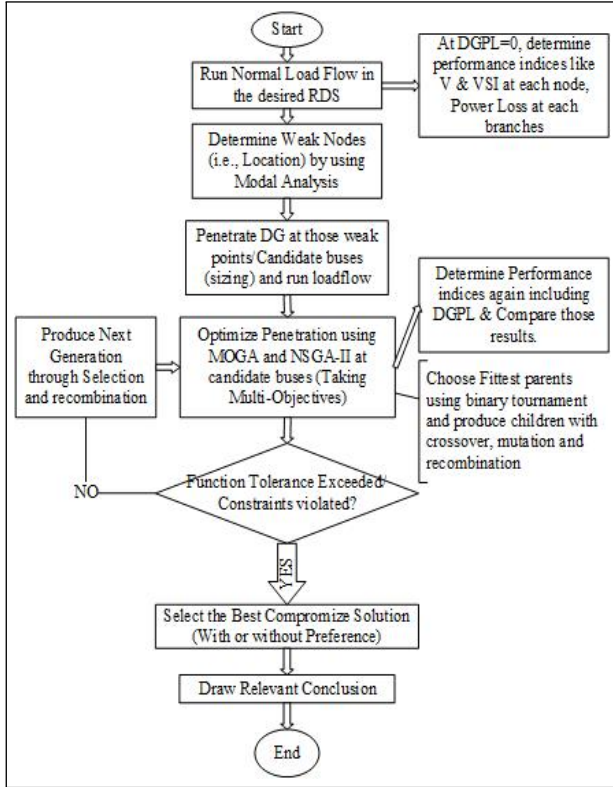 Start
Run Normal Load Flow in
the desired RDS
At DGPL=0, determine
performance indices like
V & VSI at each node,
Power Loss at each
branches
Determine Weak Nodes
(i.e., Location) by using
Modal Analysis
Penetrate DG at those weak
points/Candidate buses
(sizing) and run loadflow
Determine Performance
indices again including
DGPL & Compare those
results.
Produce Next
Generation through
Selection
and recombination
Optimize Penetration using
MOGA and NSGA-II at
candidate buses (Taking
Multi-Objectives)
Choose Fittest parents
using binary tournament
and produce children with
crossover, mutation and
recombination
Function Tolerance Exceeded/
Constraints violated?
NO
YES
Select the Best Compromize Solution
(With or without Preference)
Draw Relevant Conclusion
End